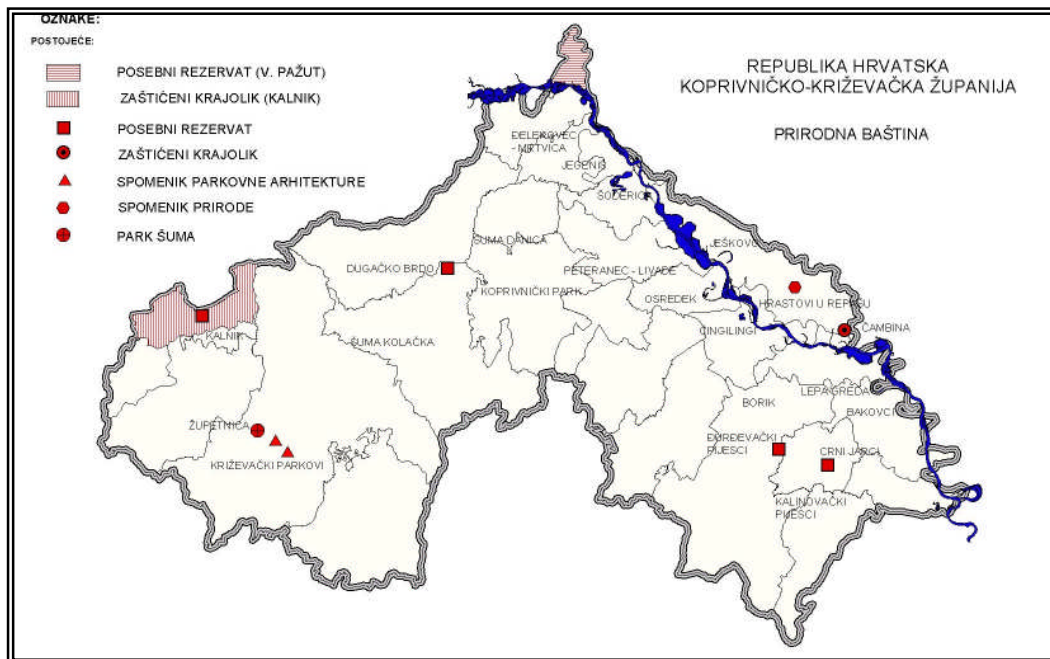 OZNAKE:
POSTOJEĆE:
POSEBNI REZERVAT (V. PAŽUT)
ZAŠTIĆENI KRAJOLIK (KALNIK)
POSEBNI REZERVAT
ZAŠTIĆENI KRAJOLIK
SPOMENIK PARKOVNE ARHITEKTURE
SPOMENIK PRIRODE
PARK ŠUMA
REPUBLIKA HRVATSKA
KOPRIVNIČKO-KRIŽEVAČKA ŽUPANIJA
PRIRODNA BAŠTINA
ĐELEKOVEC
- MRTVICA
JEGENIŠ
ŠODERICA
ŠUMA DANICA
JEŠKOVO
DUGAČKO BRDO
PETERANEC - LIVADE
KOPRIVNIČKI PARK
OSREDEK
HRASTOVI U REPAŠU
KALNIK
ŠUMA KOLAČKA
ČINGILINGI
ČAMBINA
LEPA GREDA
BORIK
BAKOVCI
ŽUPETNICA
ĐURĐEVAČKI
PIJESCI
CRNI JARCI
KRIŽEVAČKI PARKOVI
KALINOVAČKI
PIJESCI